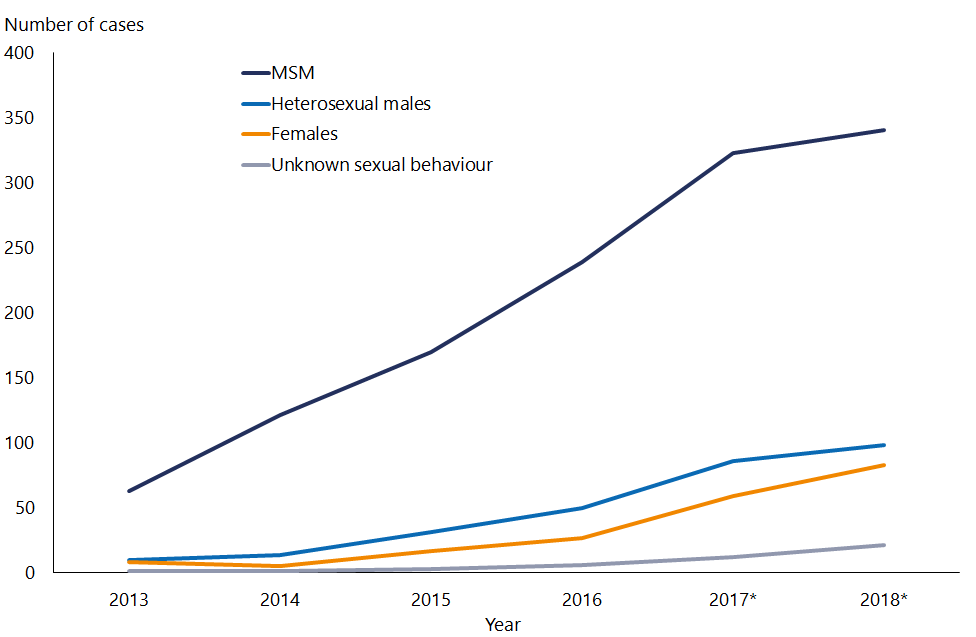 Number of cases
400
MSM
Heterosexual males
350
Females
Unknown sexual behaviour
300
250
200
150
100
50
0
2013 2014 2015 2016 2017* 2018*
Year